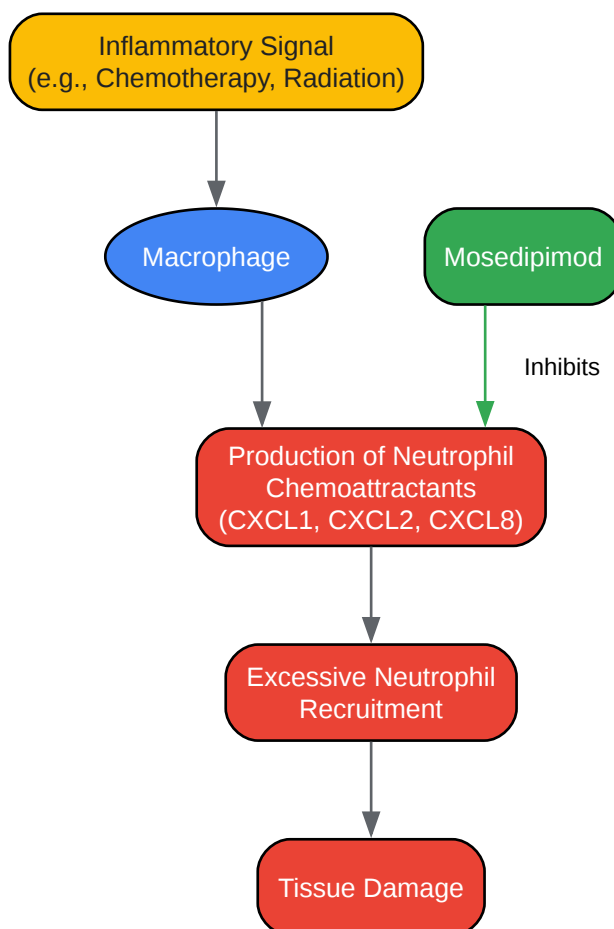 Inflammatory Signal
(e.g., Chemotherapy, Radiation)
Macrophage
Mosedipimod
Inhibits
Production of Neutrophil
Chemoattractants
(CXCL1, CXCL2, CXCL8)
Excessive Neutrophil
Recruitment
Tissue Damage